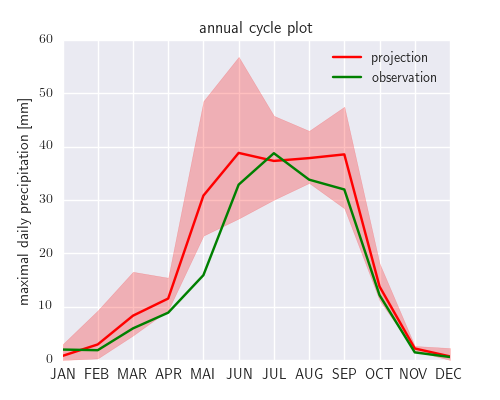 annual cycle plot
projection
observation
maximal daily precipitation [mm]
60
50
40
30
20
10
0
JAN FEB MAR APR MAI JUN JUL AUG SEP OCT NOV DEC